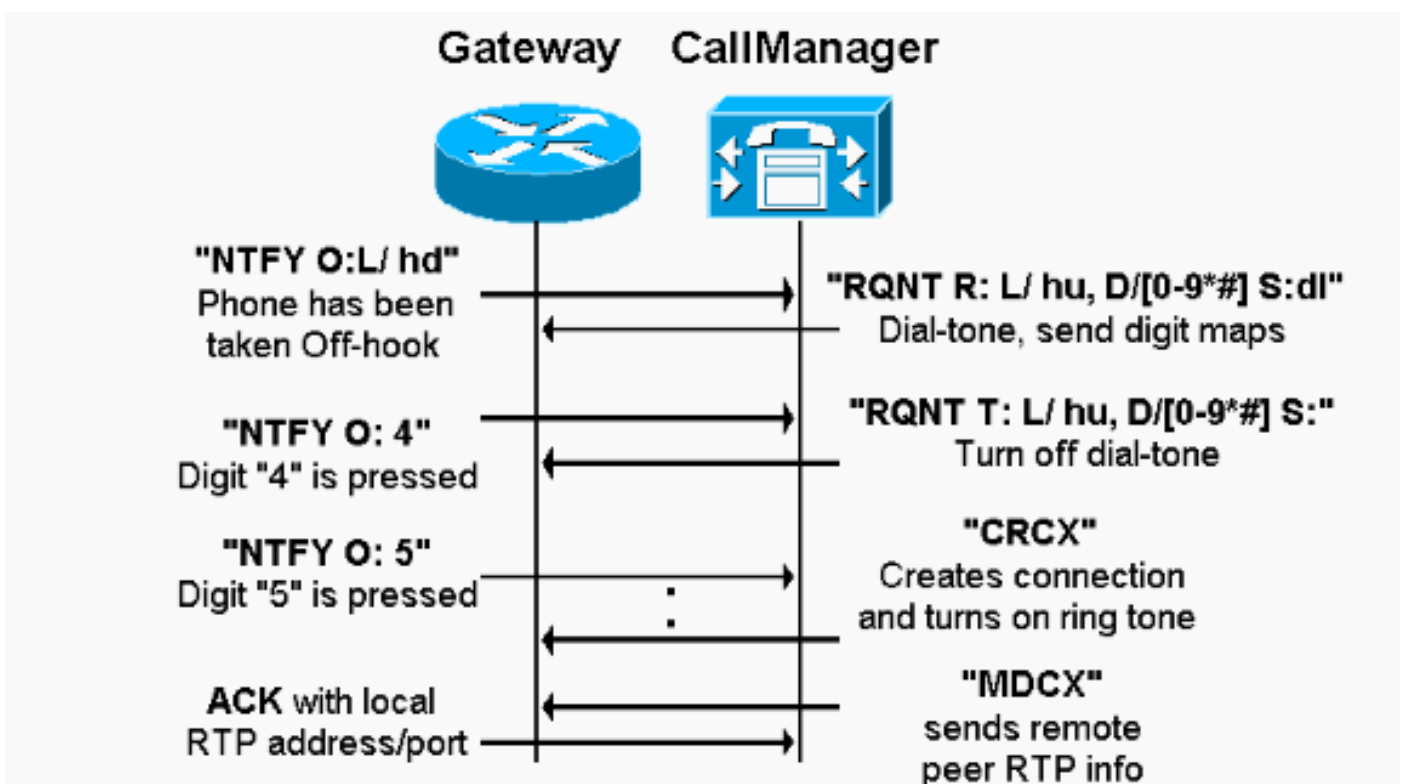 Gateway CallManager
"NTFY O:L/ hd"
Phone has been
taken Off-hook
"RQNT R: L/ hu, D/[0-9*#] S:dl"
Dial-tone, send digit maps
"NTFY O: 4"
Digit "4" is pressed
"RQNT T: L/ hu, D/[0-9*#] S:"
Turn off dial-tone
"NTFY O: 5"
Digit "5" is pressed
"CRCX"
Creates connection
and turns on ring tone
ACK with local
RTP address/port
"MDCX"
sends remote
peer RTP info